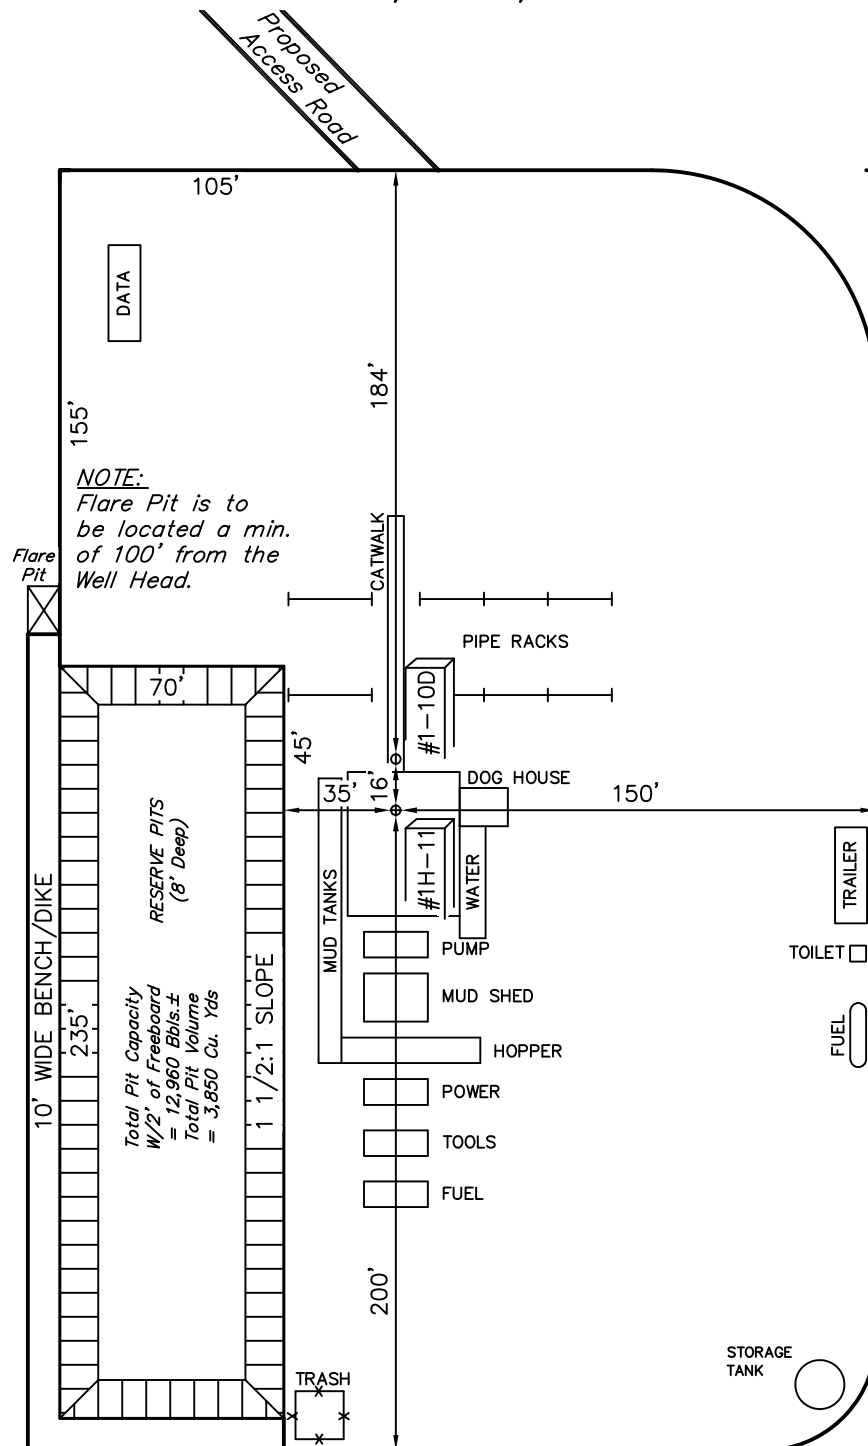 Proposed
Access Road
105'
DATA
184'
155'
NOTE:
Flare Pit is to
be located a min.
of 100' from the
Well Head.
CATWALK
Flare
Pit
PIPE RACKS
70'
#1-10D
45'
DOG HOUSE
35'
16'
150'
RESERVE PITS
(8' Deep)
MUD TANKS
#1H-11
WATER
TRAILER
PUMP
TOILET
MUD SHED
10' WIDE BENCH/DIKE
235'
Total Pit Capacity
W/2' of Freeboard
= 12,960 Bbls.±
Total Pit Volume
= 3,850 Cu. Yds
1 1/2:1 SLOPE
FUEL
HOPPER
POWER
TOOLS
FUEL
200'
STORAGE
TANK
TRASH